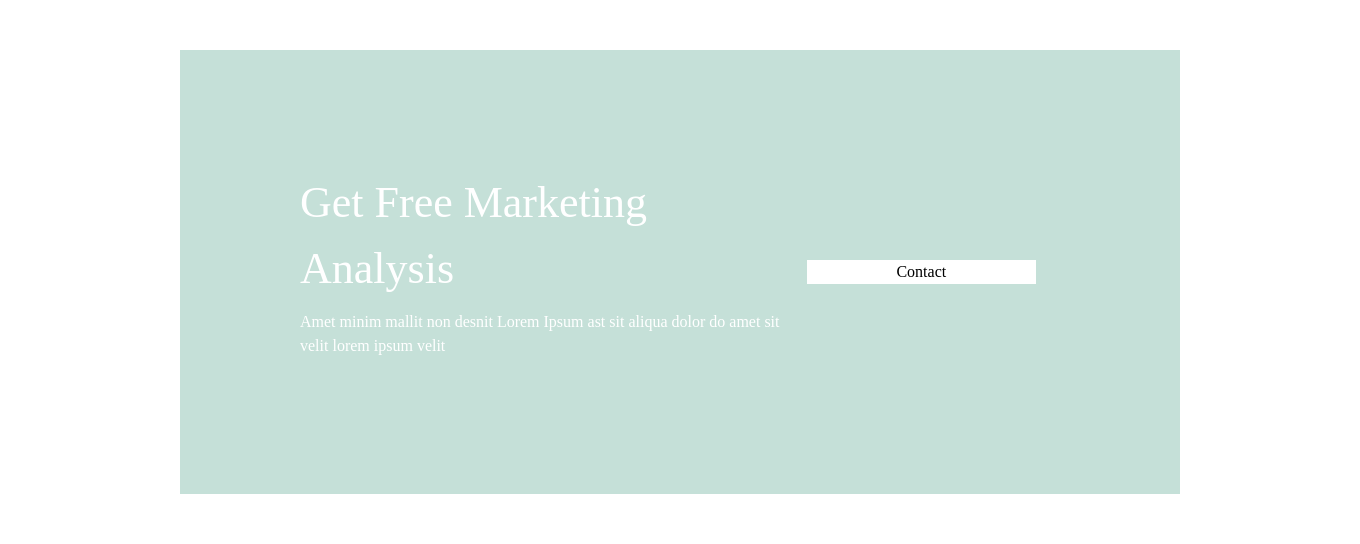 Get Free Marketing
Analysis
Contact
Amet minim mallit non desnit Lorem Ipsum ast sit aliqua dolor do amet sit
velit lorem ipsum velit